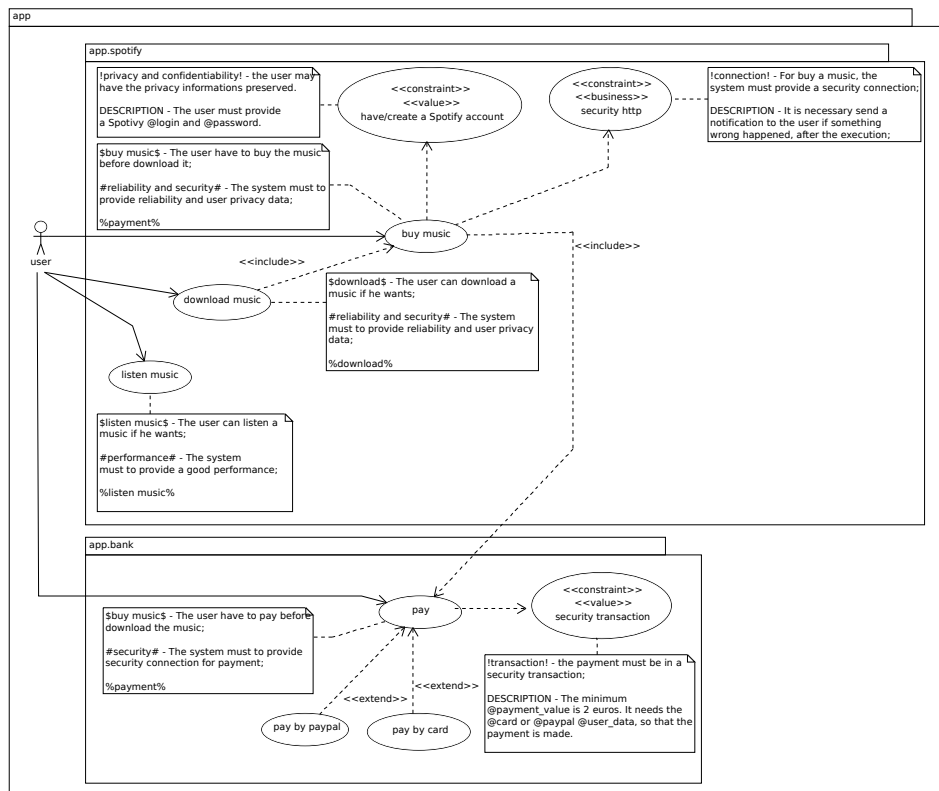 app
app.spotify
!privacy and confidentiability! - the user may
have the privacy informations preserved.
DESCRIPTION - The user must provide
a Spotivy @login and @password.
<<constraint>>
<<value>>
have/create a Spotify account
<<constraint>>
<<business>>
security http
!connection! - For buy a music, the
system must provide a security connection;
DESCRIPTION - It is necessary send a
notification to the user if something
wrong happened, after the execution;
$buy music$ - The user have to buy the music
before download it;
#reliability and security# - The system must to
provide reliability and user privacy data;
%payment%
buy music
user
<<include>>
<<include>>
download music
$download$ - The user can download a
music if he wants;
#reliability and security# - The system
must to provide reliability and user privacy
data;
%download%
listen music
$listen music$ - The user can listen a
music if he wants;
#performance# - The system
must to provide a good performance;
%listen music%
app.bank
pay
<<constraint>>
<<value>>
security transaction
$buy music$ - The user have to pay before
download the music;
#security# - The system must to provide
security connection for payment;
%payment%
!transaction! - the payment must be in a
security transaction;
DESCRIPTION - The minimum
@payment_value is 2 euros. It needs the
@card or @paypal @user_data, so that the
payment is made.
<<extend>>
<<extend>>
pay by paypal
pay by card